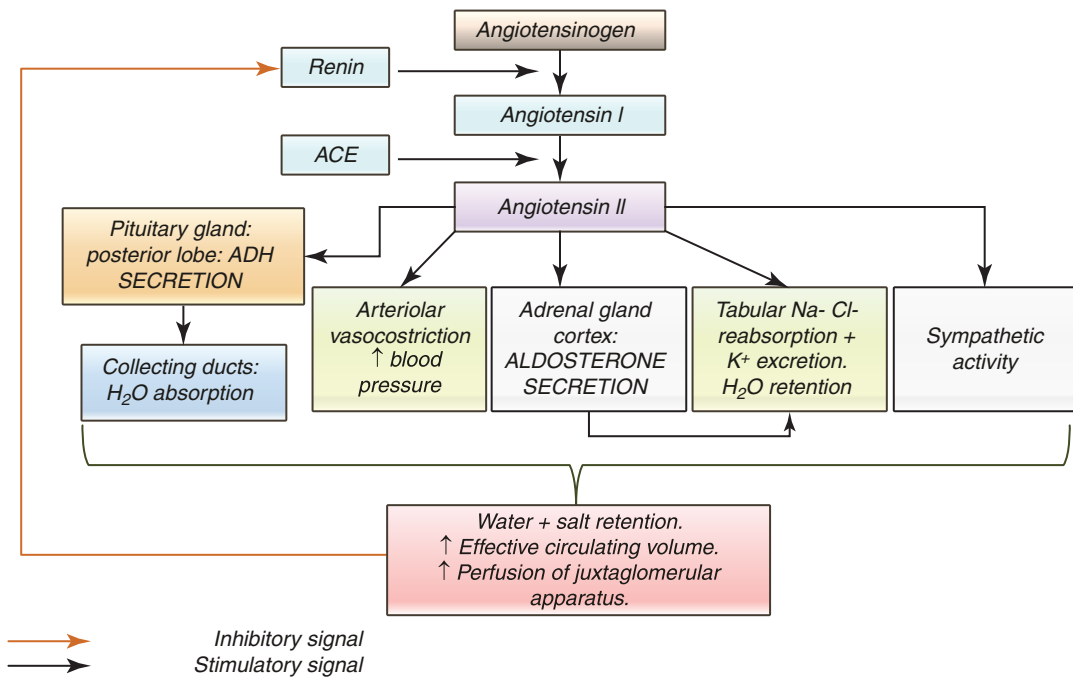 Angiotensinogen
Renin
Angiotensin I
ACE
Angiotensin II
Pituitary gland:
posterior lobe: ADH
SECRETION
Collecting ducts:
H₂O absorption
Arteriolar
vasocostriction
↑ blood
pressure
Adrenal gland
cortex:
ALDOSTERONE
SECRETION
Tabular Na- Cl-
reabsorption +
K⁺ excretion.
H₂O retention
Sympathetic
activity
Water + salt retention.
↑ Effective circulating volume.
↑ Perfusion of juxtaglomerular
apparatus.
Inhibitory signal
Stimulatory signal